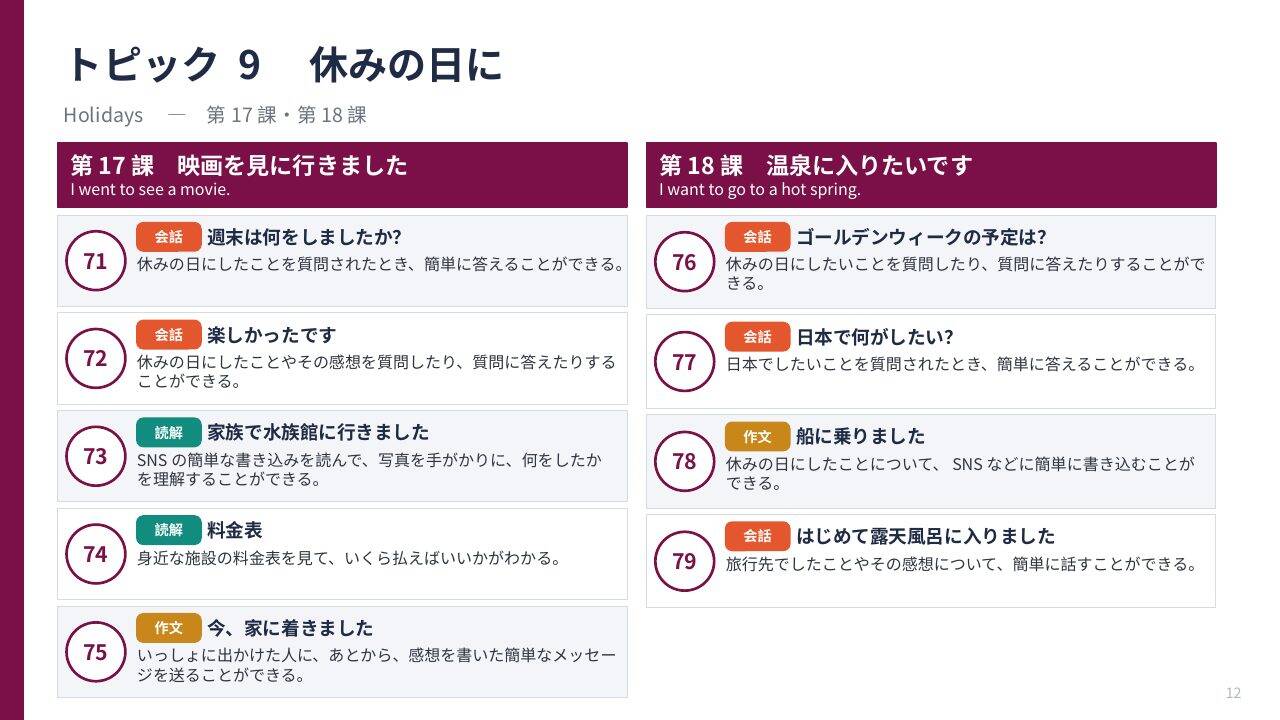 トピック 9　休みの日に
Holidays　—　第 17 課・第 18 課
第 17 課　映画を見に行きました
I went to see a movie.
71
会話 週末は何をしましたか?
休みの日にしたことを質問されたとき、簡単に答えることができる。
72
会話 楽しかったです
休みの日にしたことやその感想を質問したり、質問に答えたりする
ことができる。
73
読解 家族で水族館に行きました
SNS の簡単な書き込みを読んで、写真を手がかりに、何をしたか
を理解することができる。
74
読解 料金表
身近な施設の料金表を見て、いくら払えばいいかがわかる。
75
作文 今、家に着きました
いっしょに出かけた人に、あとから、感想を書いた簡単なメッセー
ジを送ることができる。
第 18 課　温泉に入りたいです
I want to go to a hot spring.
76
会話 ゴールデンウィークの予定は?
休みの日にしたいことを質問したり、質問に答えたりすることがで
きる。
77
会話 日本で何がしたい?
日本でしたいことを質問されたとき、簡単に答えることができる。
78
作文 船に乗りました
休みの日にしたことについて、 SNS などに簡単に書き込むことが
できる。
79
会話 はじめて露天風呂に入りました
旅行先でしたことやその感想について、簡単に話すことができる。
12